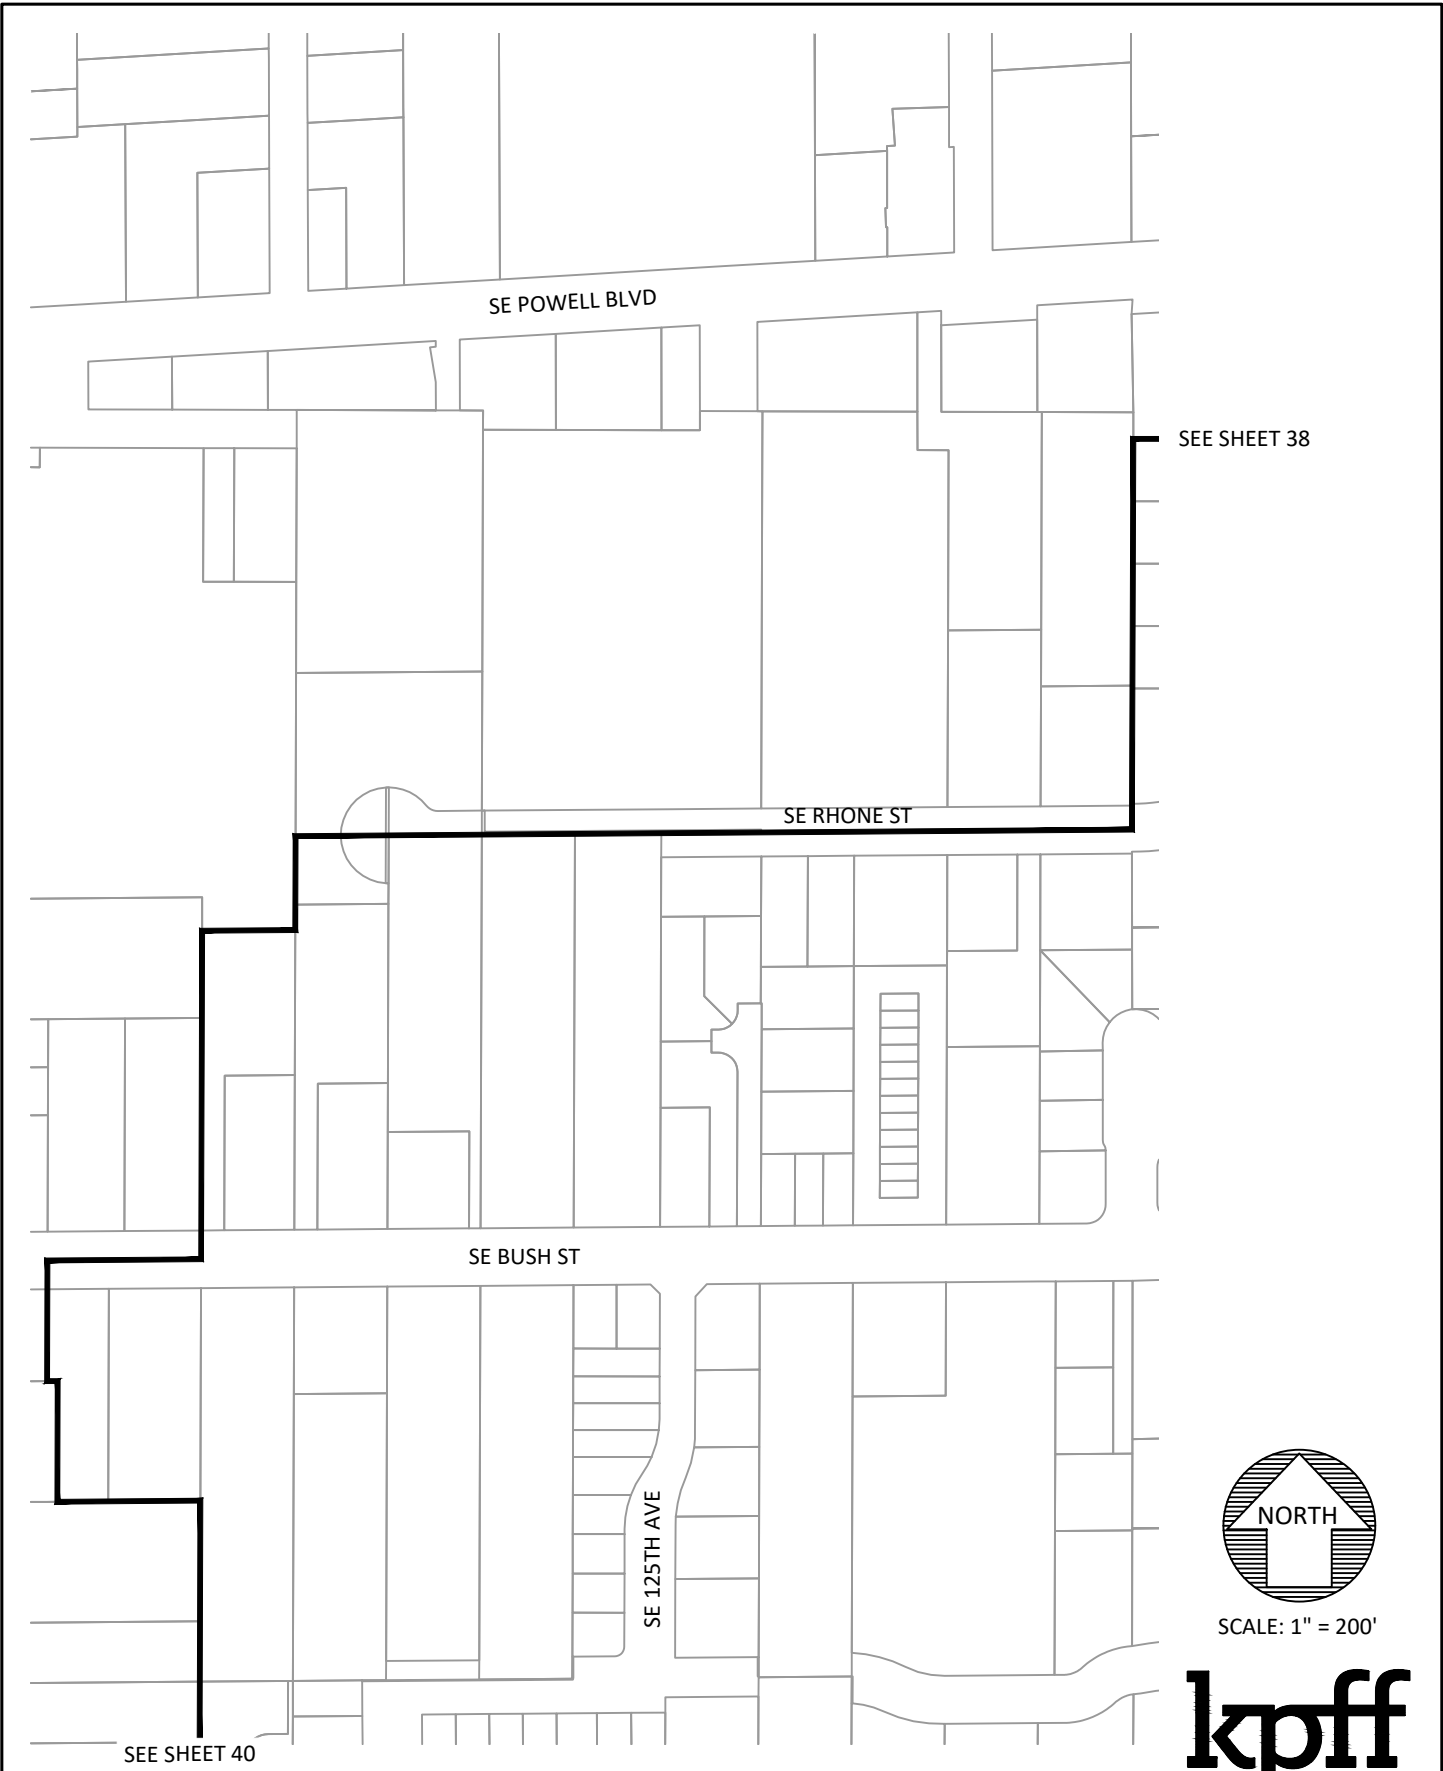 SE POWELL BLVD
SEE SHEET 38
SE RHONE ST
SE BUSH ST
SE 125TH AVE
NORTH
SCALE: 1" = 200'
kpff
SEE SHEET 40